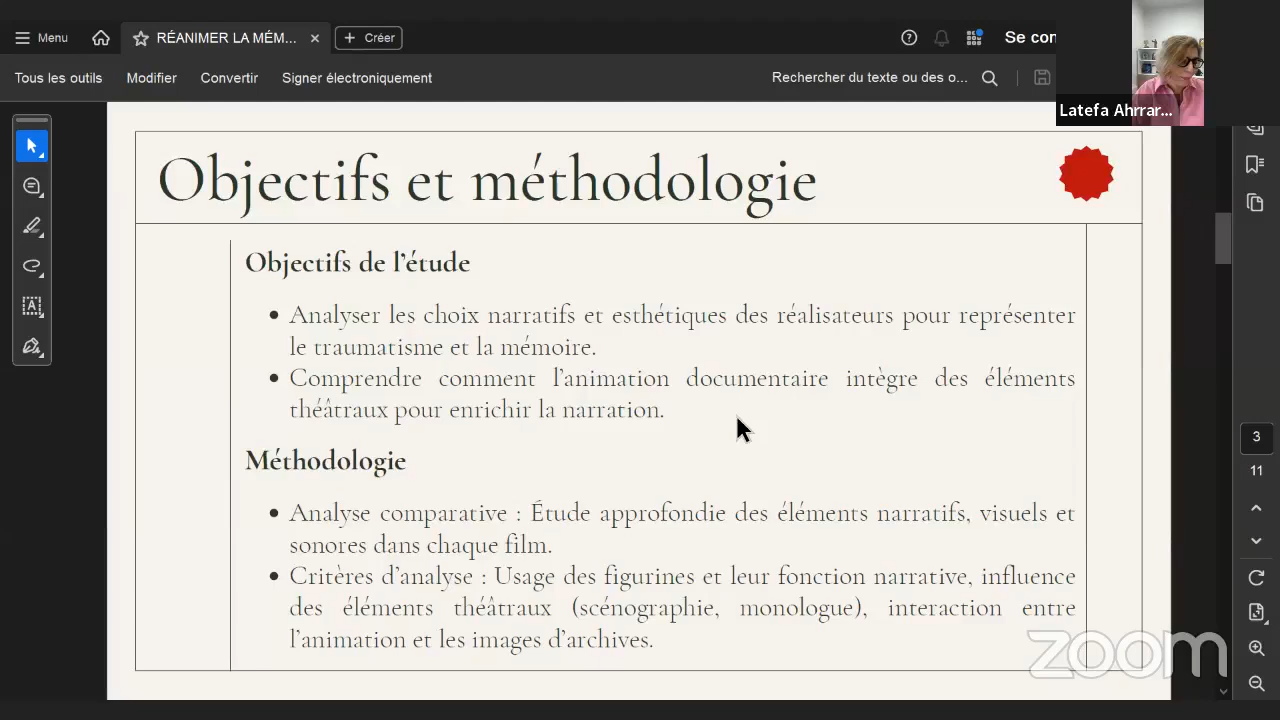 Menu
RÉANIMER LA MÉM...
Créer
Se con
Tous les outils
Modifier
Convertir
Signer électroniquement
Rechercher du texte ou des o...
Latefa Ahrrar...
Objectifs et méthodologie
Objectifs de l'étude
• Analyser les choix narratifs et esthétiques des réalisateurs pour représenter
le traumatisme et la mémoire.
• Comprendre comment l'animation documentaire intègre des éléments
théâtraux pour enrichir la narration.
Méthodologie
• Analyse comparative : Étude approfondie des éléments narratifs, visuels et
sonores dans chaque film.
• Critères d'analyse : Usage des figurines et leur fonction narrative, influence
des éléments théâtraux (scénographie, monologue), interaction entre
l'animation et les images d'archives.
3
11
zoom